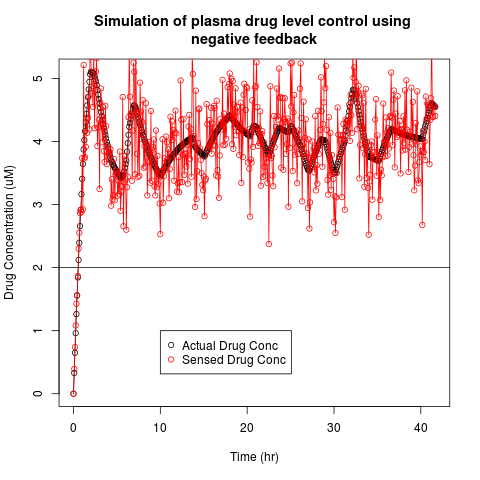 Simulation of plasma drug level control using
negative feedback
Drug Concentration (uM)
5
4
3
2
1
0
Actual Drug Conc
Sensed Drug Conc
0 10 20 30 40
Time (hr)